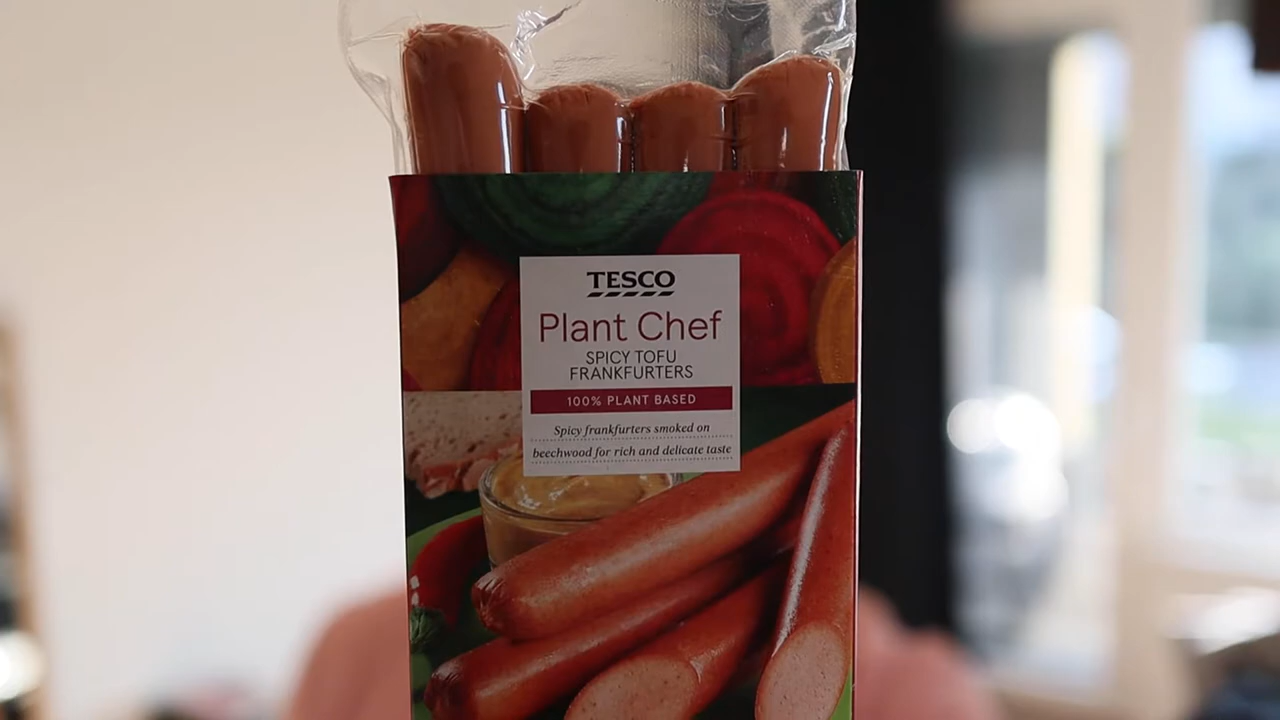 TESCO
Plant Chef
SPICY TOFU
FRANKFURTERS
100% PLANT BASED
Spicy frankfurters smoked on
beechwood for rich and delicate taste